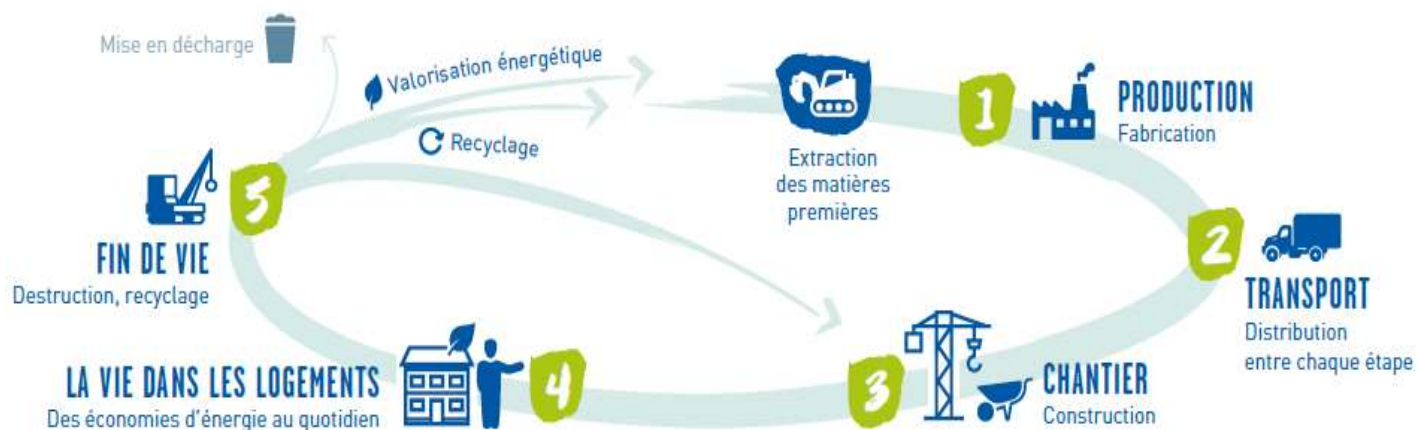 Mise en décharge
Valorisation énergétique
Recyclage
Extraction
des matières
premières
1
PRODUCTION
Fabrication
2
TRANSPORT
Distribution
entre chaque étape
3
CHANTIER
Construction
4
LA VIE DANS LES LOGEMENTS
Des économies d'énergie au quotidien
5
FIN DE VIE
Destruction, recyclage